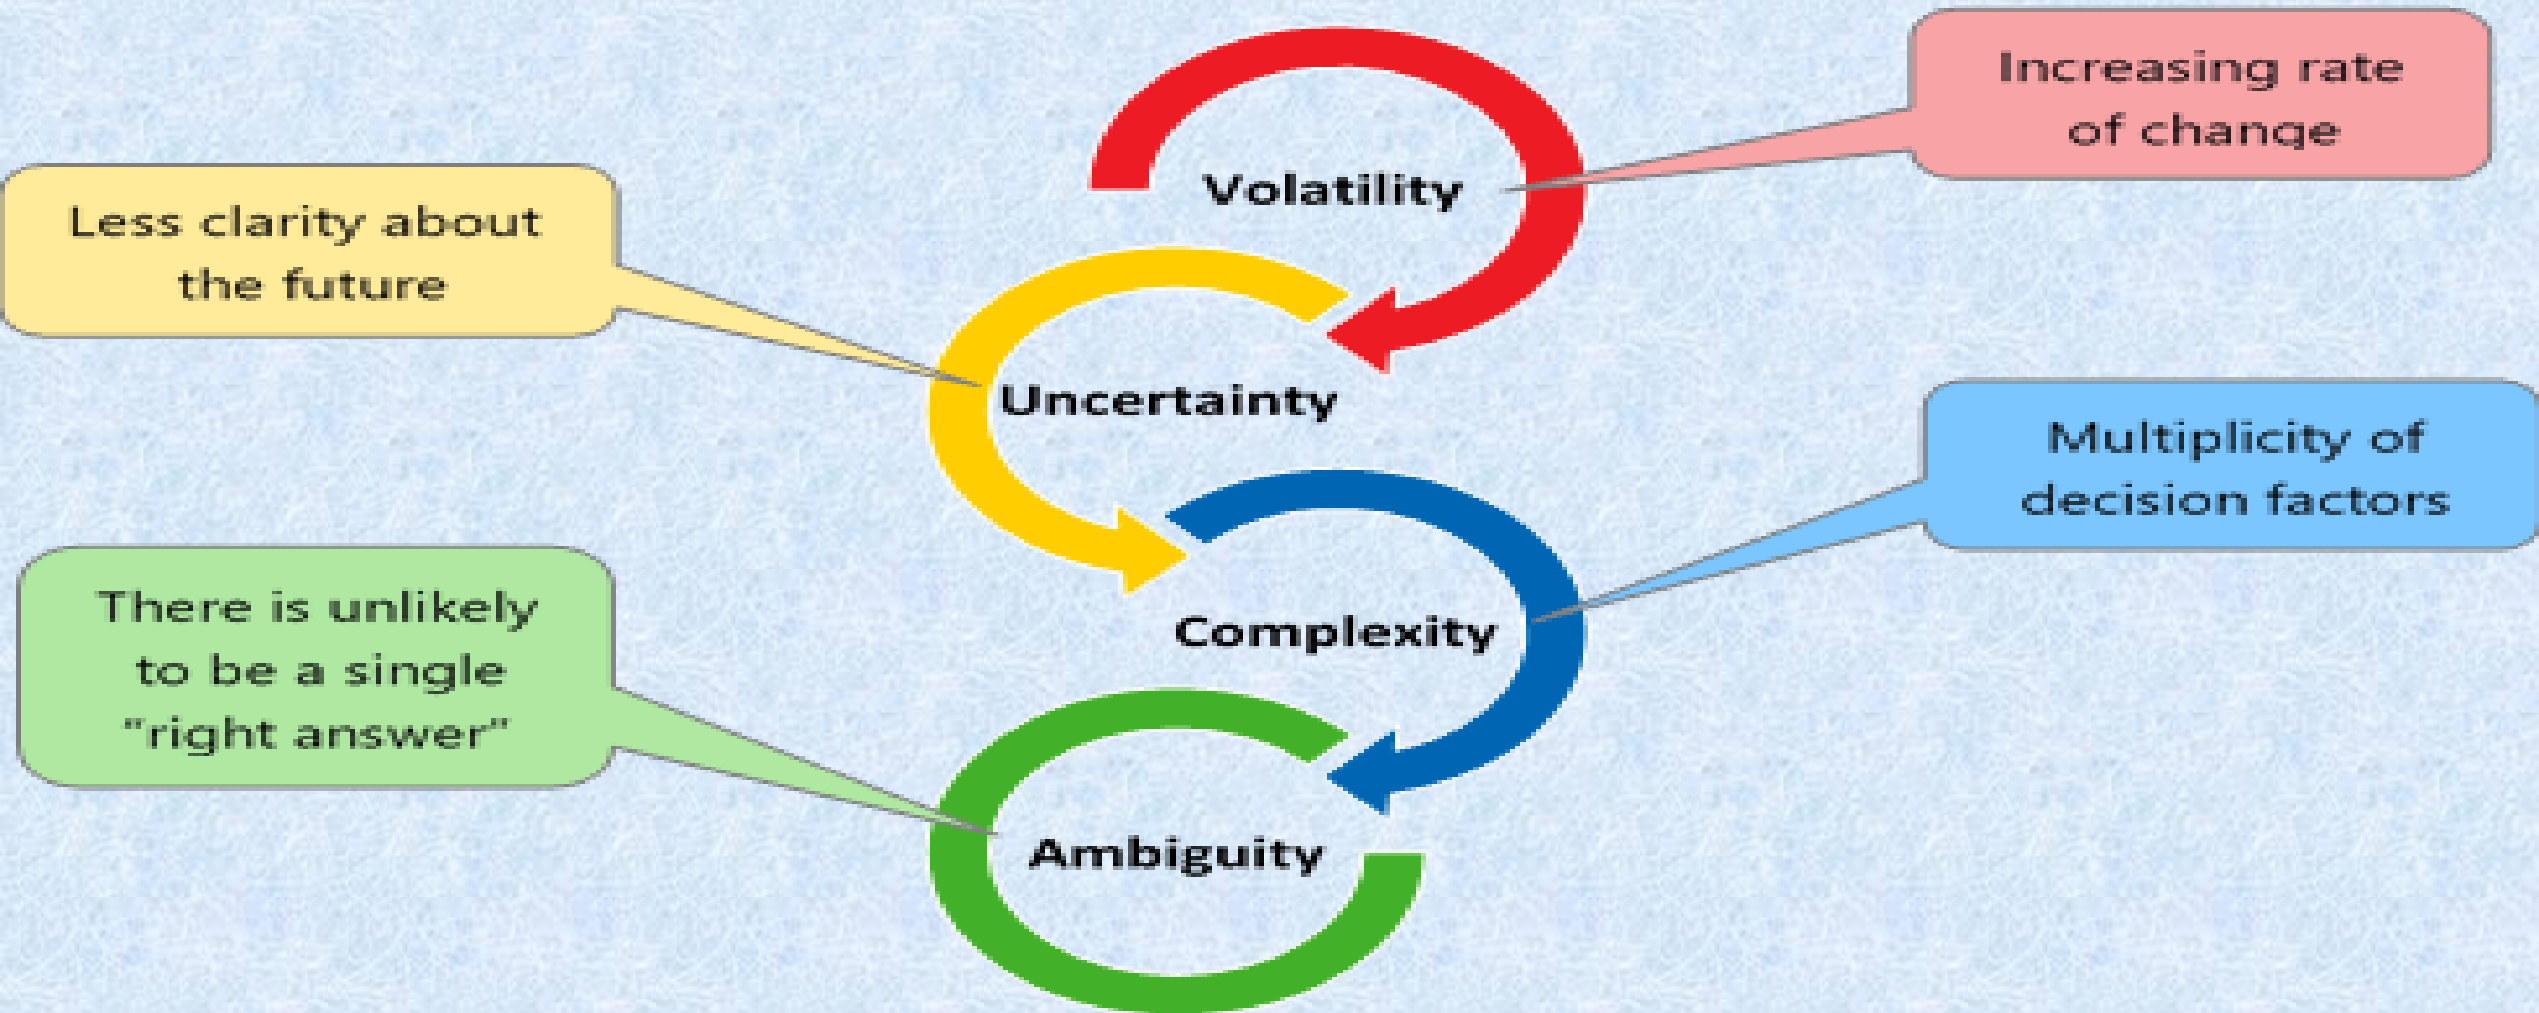 Increasing rate
of change
Volatility
Less clarity about
the future
Uncertainty
Multiplicity of
decision factors
Complexity
There is unlikely
to be a single
"right answer"
Ambiguity